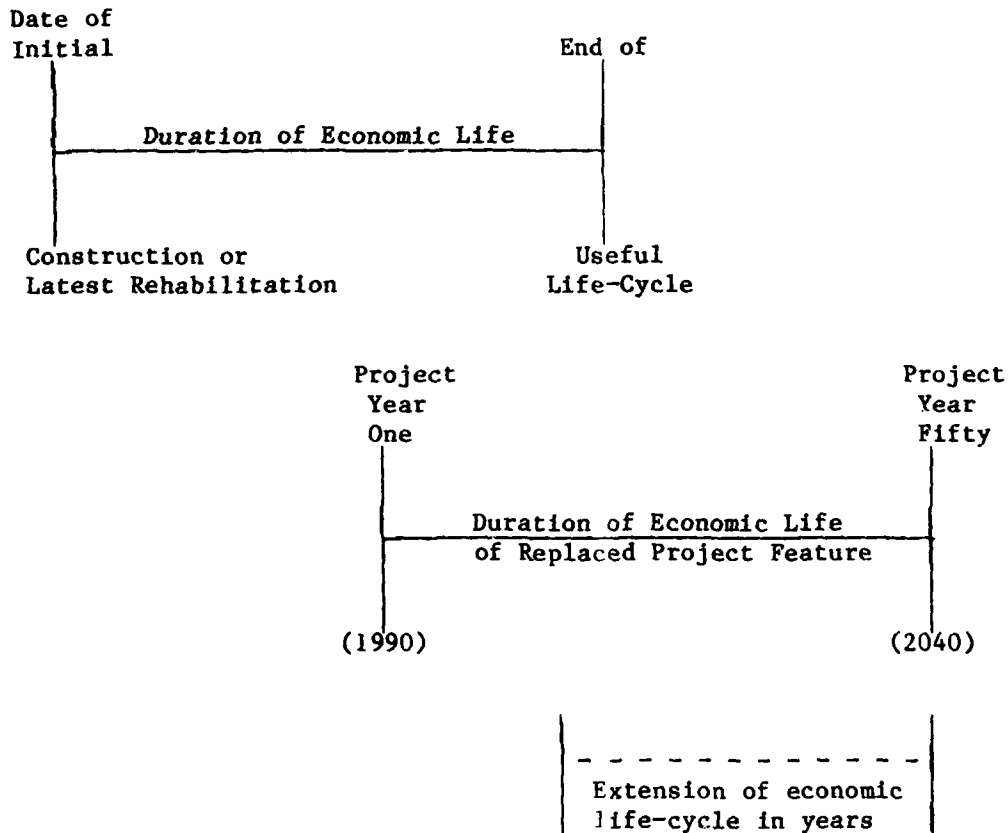 Date of
Initial
End of
Duration of Economic Life
Construction or
Latest Rehabilitation
Useful
Life-Cycle
Project
Year
One
Project
Year
Fifty
Duration of Economic Life
of Replaced Project Feature
(1990)
(2040)
Extension of economic
life-cycle in years